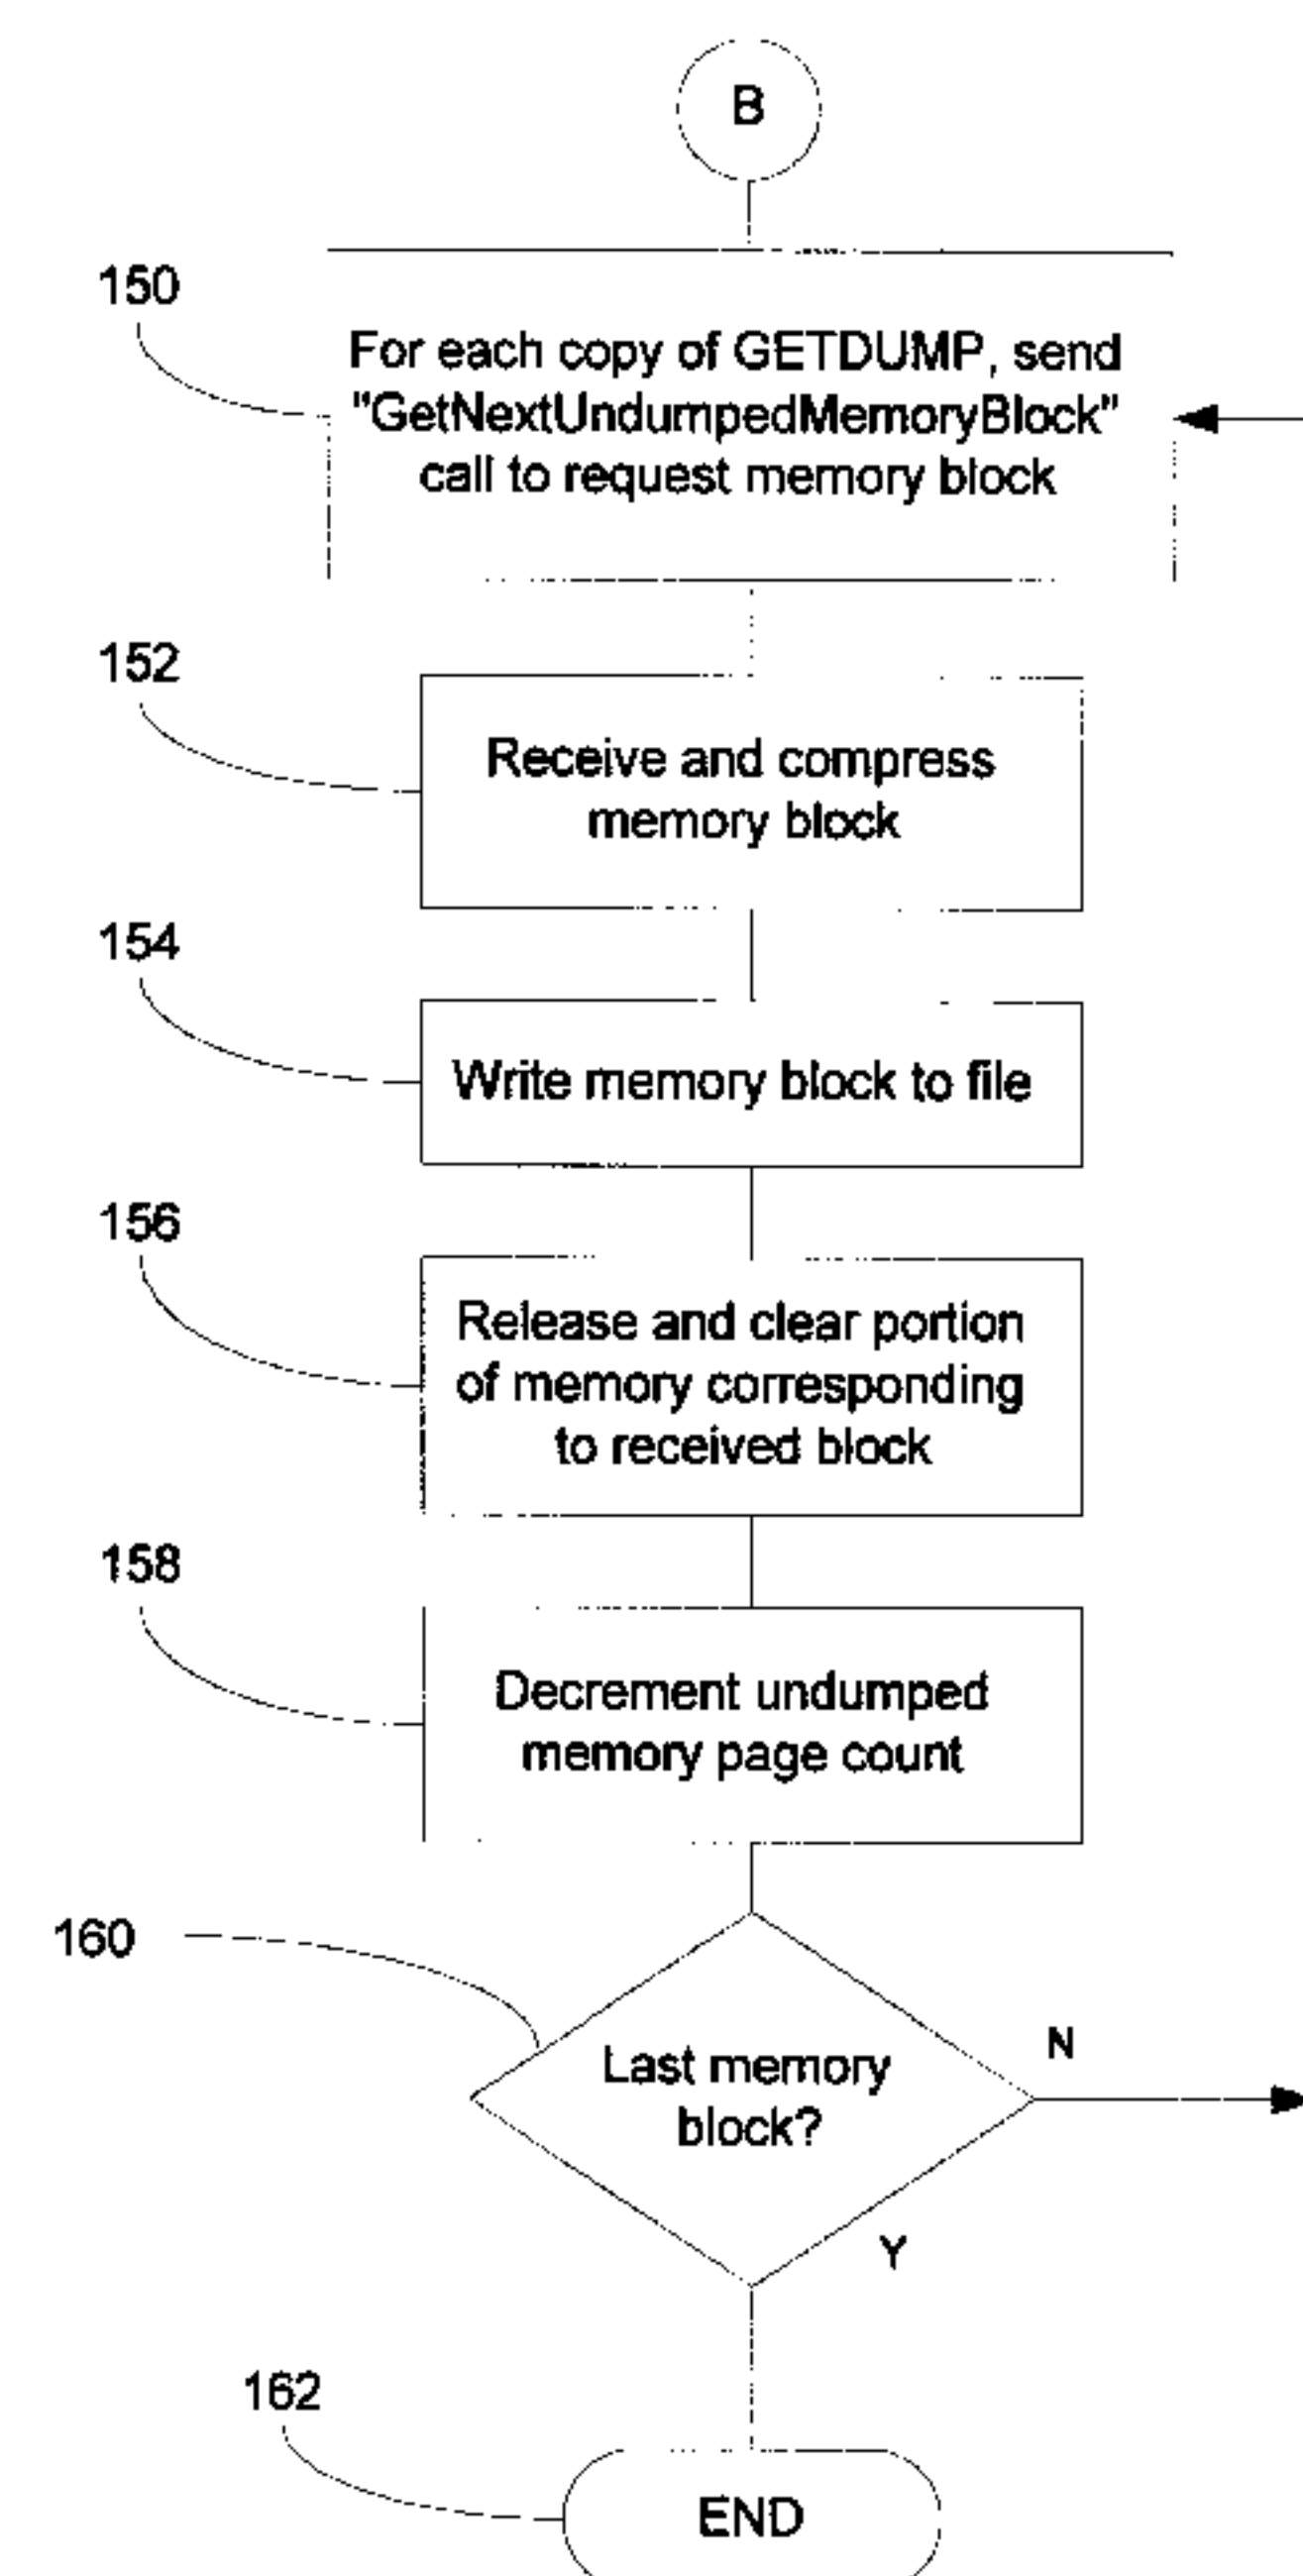 B
150
For each copy of GETDUMP, send
"GetNextUndumpedMemoryBlock"
call to request memory block
152
Receive and compress
memory block
154
Write memory block to file
156
Release and clear portion
of memory corresponding
to received block
158
Decrement undumped
memory page count
160
Last memory
block?
N
Y
162
END